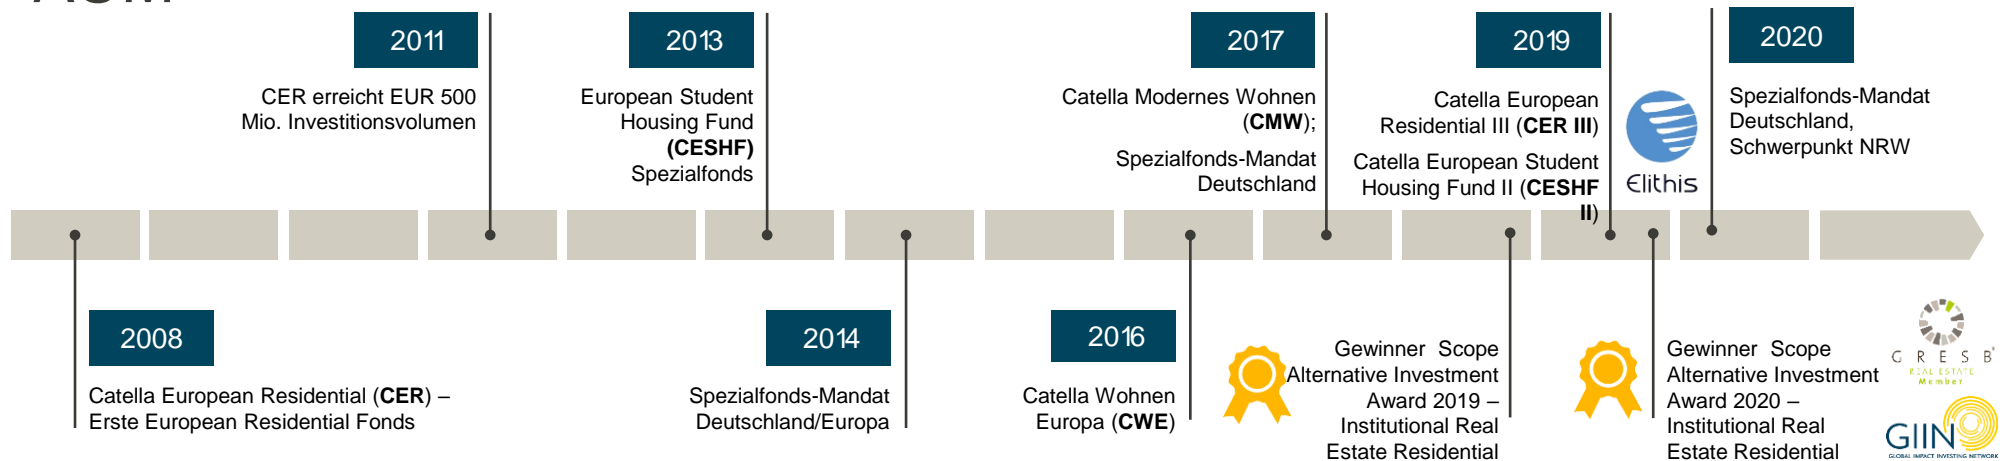 AUM
2011
CER erreicht EUR 500
Mio. Investitionsvolumen
2013
European Student
Housing Fund
(CESHF)
Spezialfonds
2017
Catella Modernes Wohnen
(CMW);
Spezialfonds-Mandat
Deutschland
2019
Catella European
Residential III (CER III)
Catella European Student
Housing Fund II (CESHF
II)
Elithis
2020
Spezialfonds-Mandat
Deutschland,
Schwerpunkt NRW
2008
Catella European Residential (CER) –
Erste European Residential Fonds
2014
Spezialfonds-Mandat
Deutschland/Europa
2016
Catella Wohnen
Europa (CWE)
Gewinner Scope
Alternative Investment
Award 2019 –
Institutional Real
Estate Residential
Gewinner Scope
Alternative Investment
Award 2020 –
Institutional Real
Estate Residential
G R E S B
REAL ESTATE
Member
GIIN
GLOBAL IMPACT INVESTING NETWORK